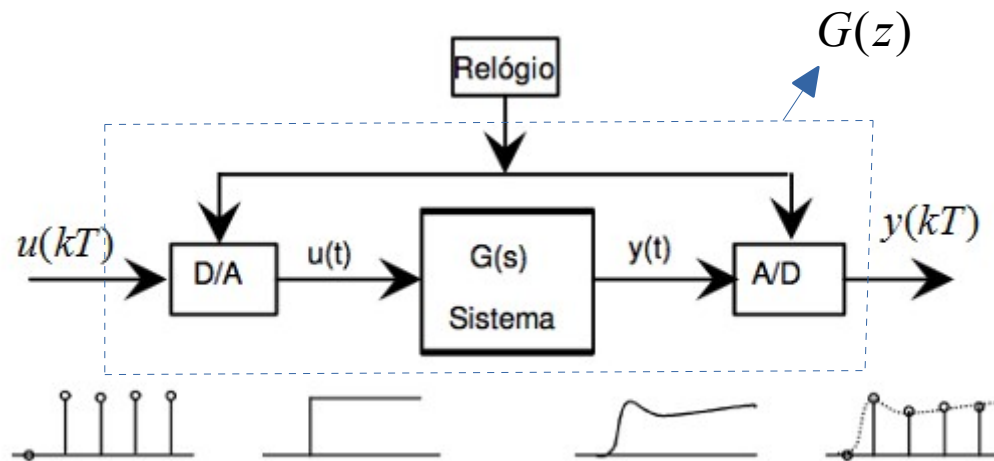 G(z)
Relógio
u(kT)
D/A
u(t)
G(s)
Sistema
y(t)
A/D
y(kT)